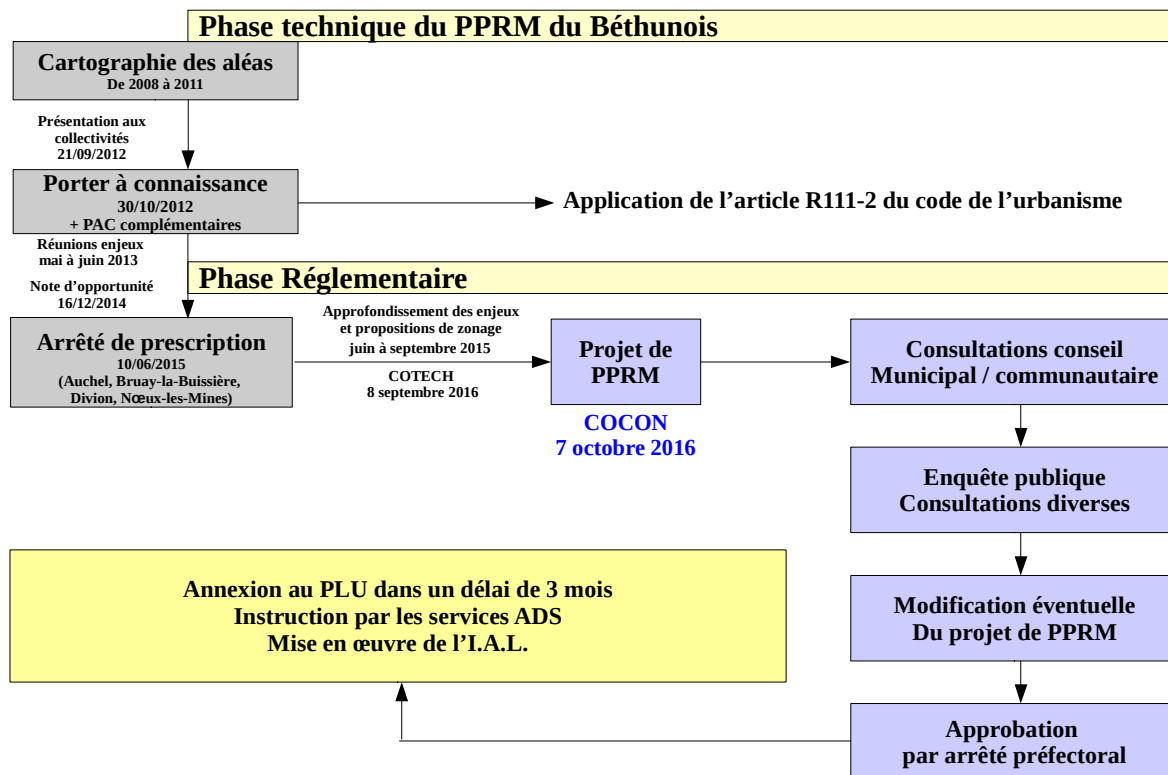 Phase technique du PPRM du Béthunois
Cartographie des aléas
De 2008 à 2011
Présentation aux
collectivités
21/09/2012
Porter à connaissance
30/10/2012
+ PAC complémentaires
Application de l'article R111-2 du code de l'urbanisme
Réunions enjeux
mai à juin 2013
Phase Réglementaire
Note d'opportunité
16/12/2014
Arrêté de prescription
10/06/2015
(Auchel, Bruay-la-Buissière,
Divion, Nœux-les-Mines)
Approfondissement des enjeux
et propositions de zonage
juin à septembre 2015
COTECH
8 septembre 2016
Projet de
PPRM
COCON
7 octobre 2016
Consultations conseil
Municipal / communautaire
Enquête publique
Consultations diverses
Modification éventuelle
Du projet de PPRM
Approbation
par arrêté préfectoral
Annexion au PLU dans un délai de 3 mois
Instruction par les services ADS
Mise en œuvre de l'I.A.L.